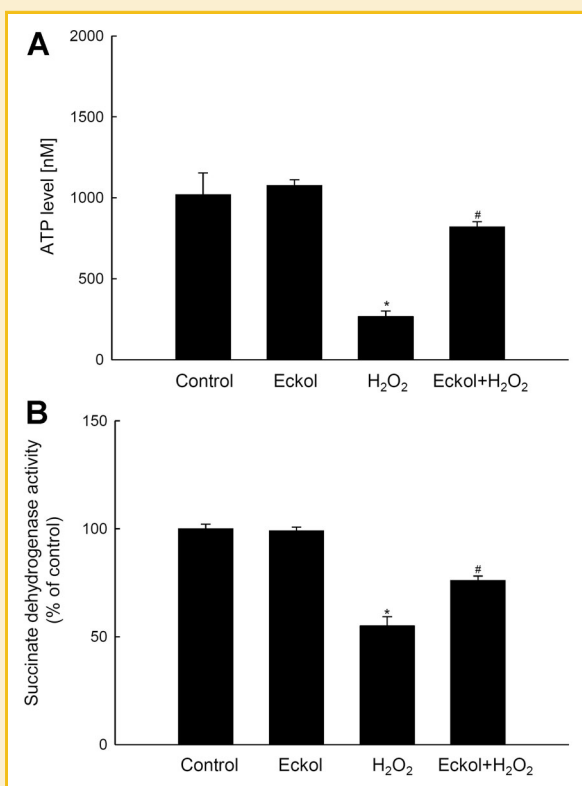 A
2000
1500
1000
500
0
ATP level [nM]
#
*
Control Eckol H₂O₂ Eckol+H₂O₂
B
150
100
50
0
Succinate dehydrogenase activity
(% of control)
#
*
Control Eckol H₂O₂ Eckol+H₂O₂